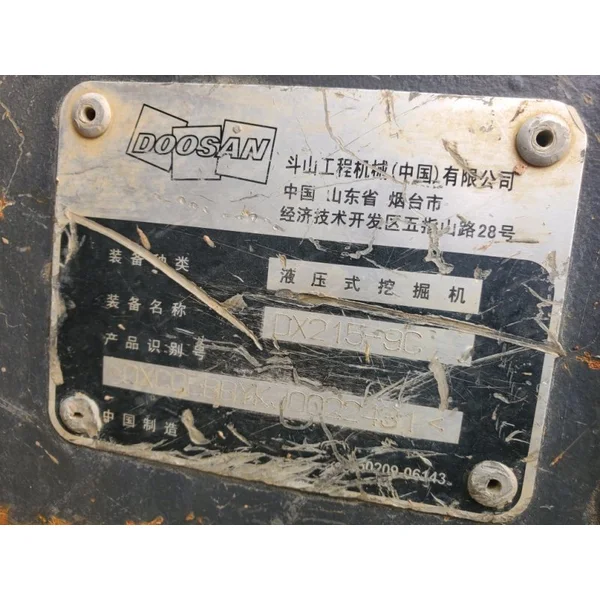 DOOSAN
斗山工程机械(中国)有限公司
中国 山东省 烟台市
经济技术开发区五指山路28号
装备种类 液压式挖掘机
装备名称 DX215-9C
产品识别号
中国制造
50209-06143